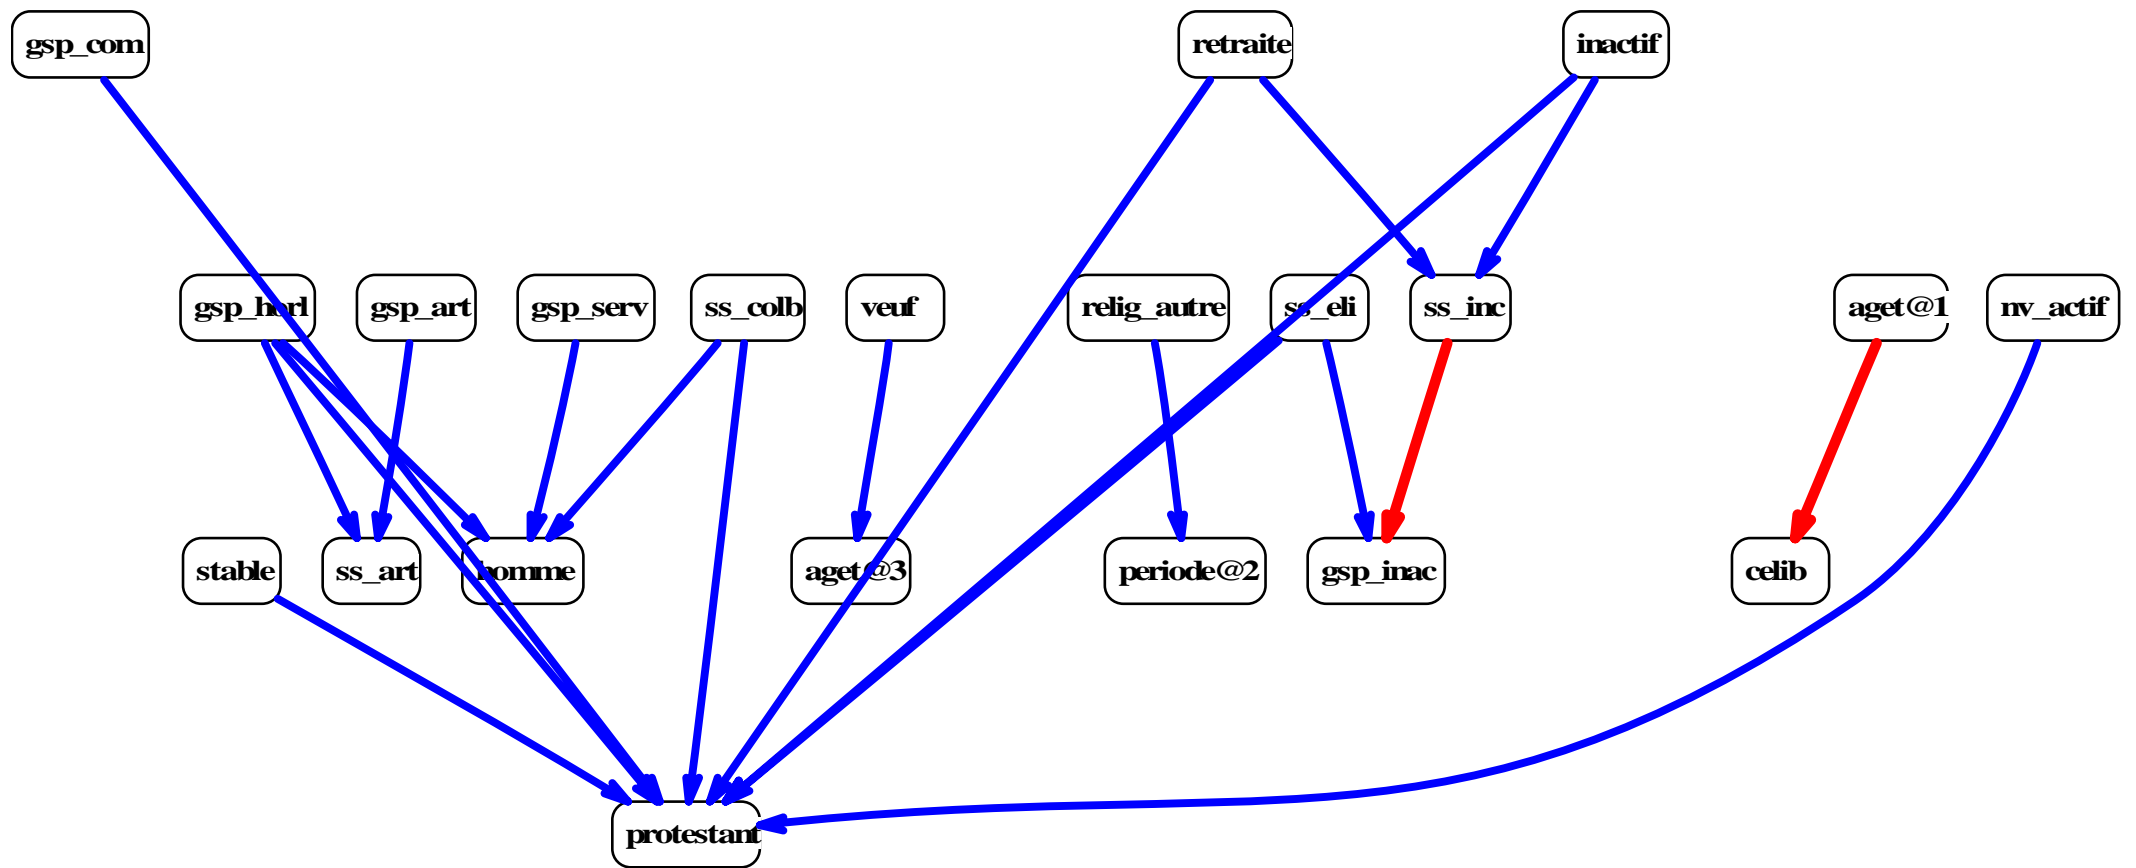 gsp_com
retraite
inactif
gsp_horl
gsp_art
gsp_serv
ss_colb
veuf
relig_autre
ss_eli
ss_inc
aget@1
nv_actif
stable
ss_art
homme
aget@3
periode@2
gsp_inac
celib
protestant